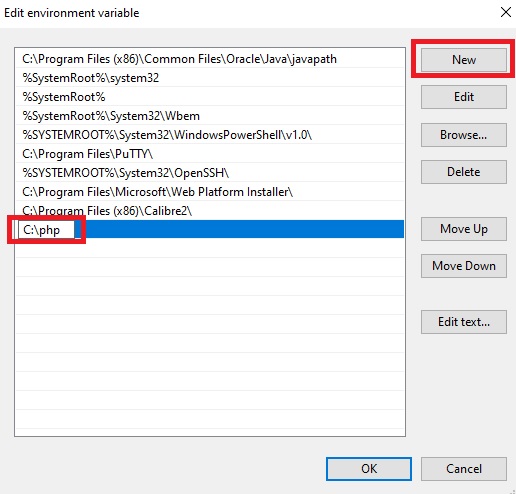 Edit environment variable
C:\Program Files (x86)\Common Files\Oracle\Java\javapath
New
%SystemRoot%\system32
%SystemRoot%
Edit
%SystemRoot%\System32\Wbem
%SYSTEMROOT%\System32\WindowsPowerShell\v1.0\
Browse...
C:\Program Files\PuTTY\
%SYSTEMROOT%\System32\OpenSSH\
Delete
C:\Program Files\Microsoft\Web Platform Installer\
C:\Program Files (x86)\Calibre2\
C:\php
Move Up
Move Down
Edit text...
OK
Cancel